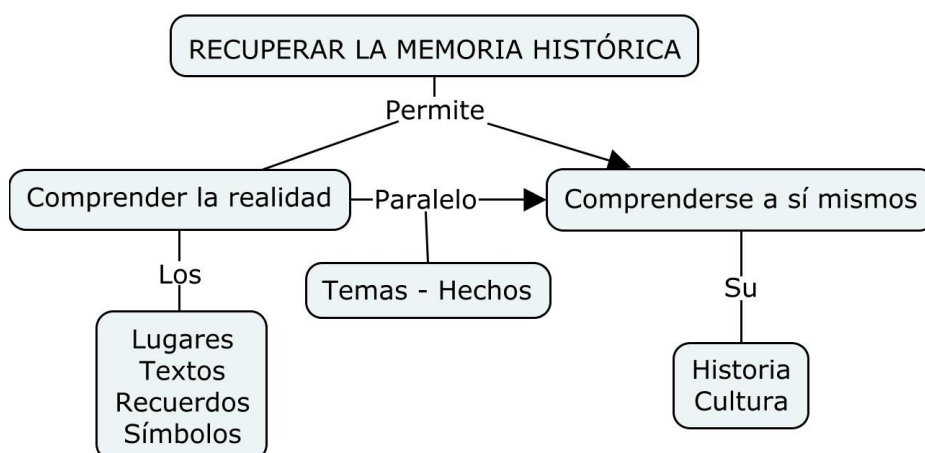 RECUPERAR LA MEMORIA HISTÓRICA
Permite
Comprender la realidad
Paralelo
Comprenderse a sí mismos
Los
Temas - Hechos
Su
Lugares
Textos
Recuerdos
Símbolos
Historia
Cultura